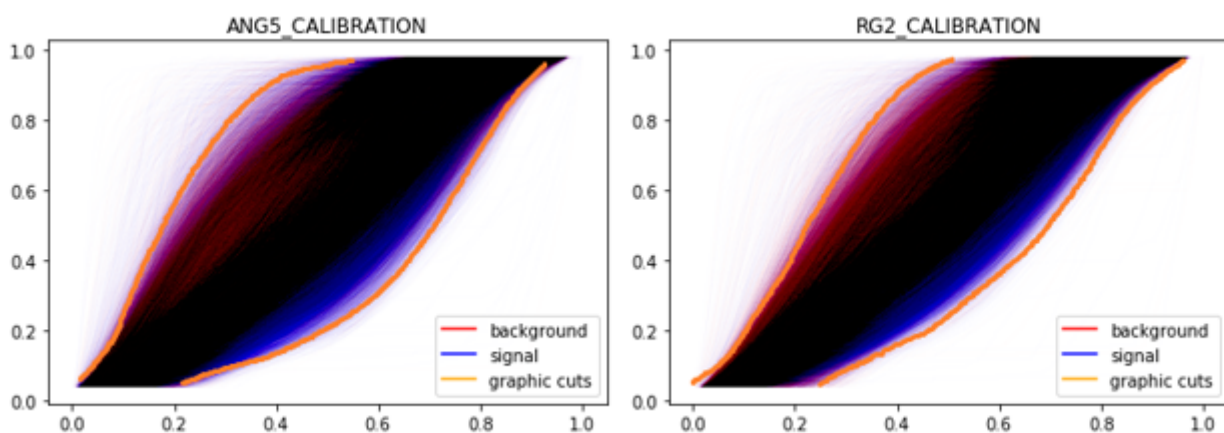 ANG5_CALIBRATION
1.0
0.8
0.6
0.4
0.2
0.0
0.0 0.2 0.4 0.6 0.8 1.0
background
signal
graphic cuts
RG2_CALIBRATION
1.0
0.8
0.6
0.4
0.2
0.0
0.0 0.2 0.4 0.6 0.8 1.0
background
signal
graphic cuts